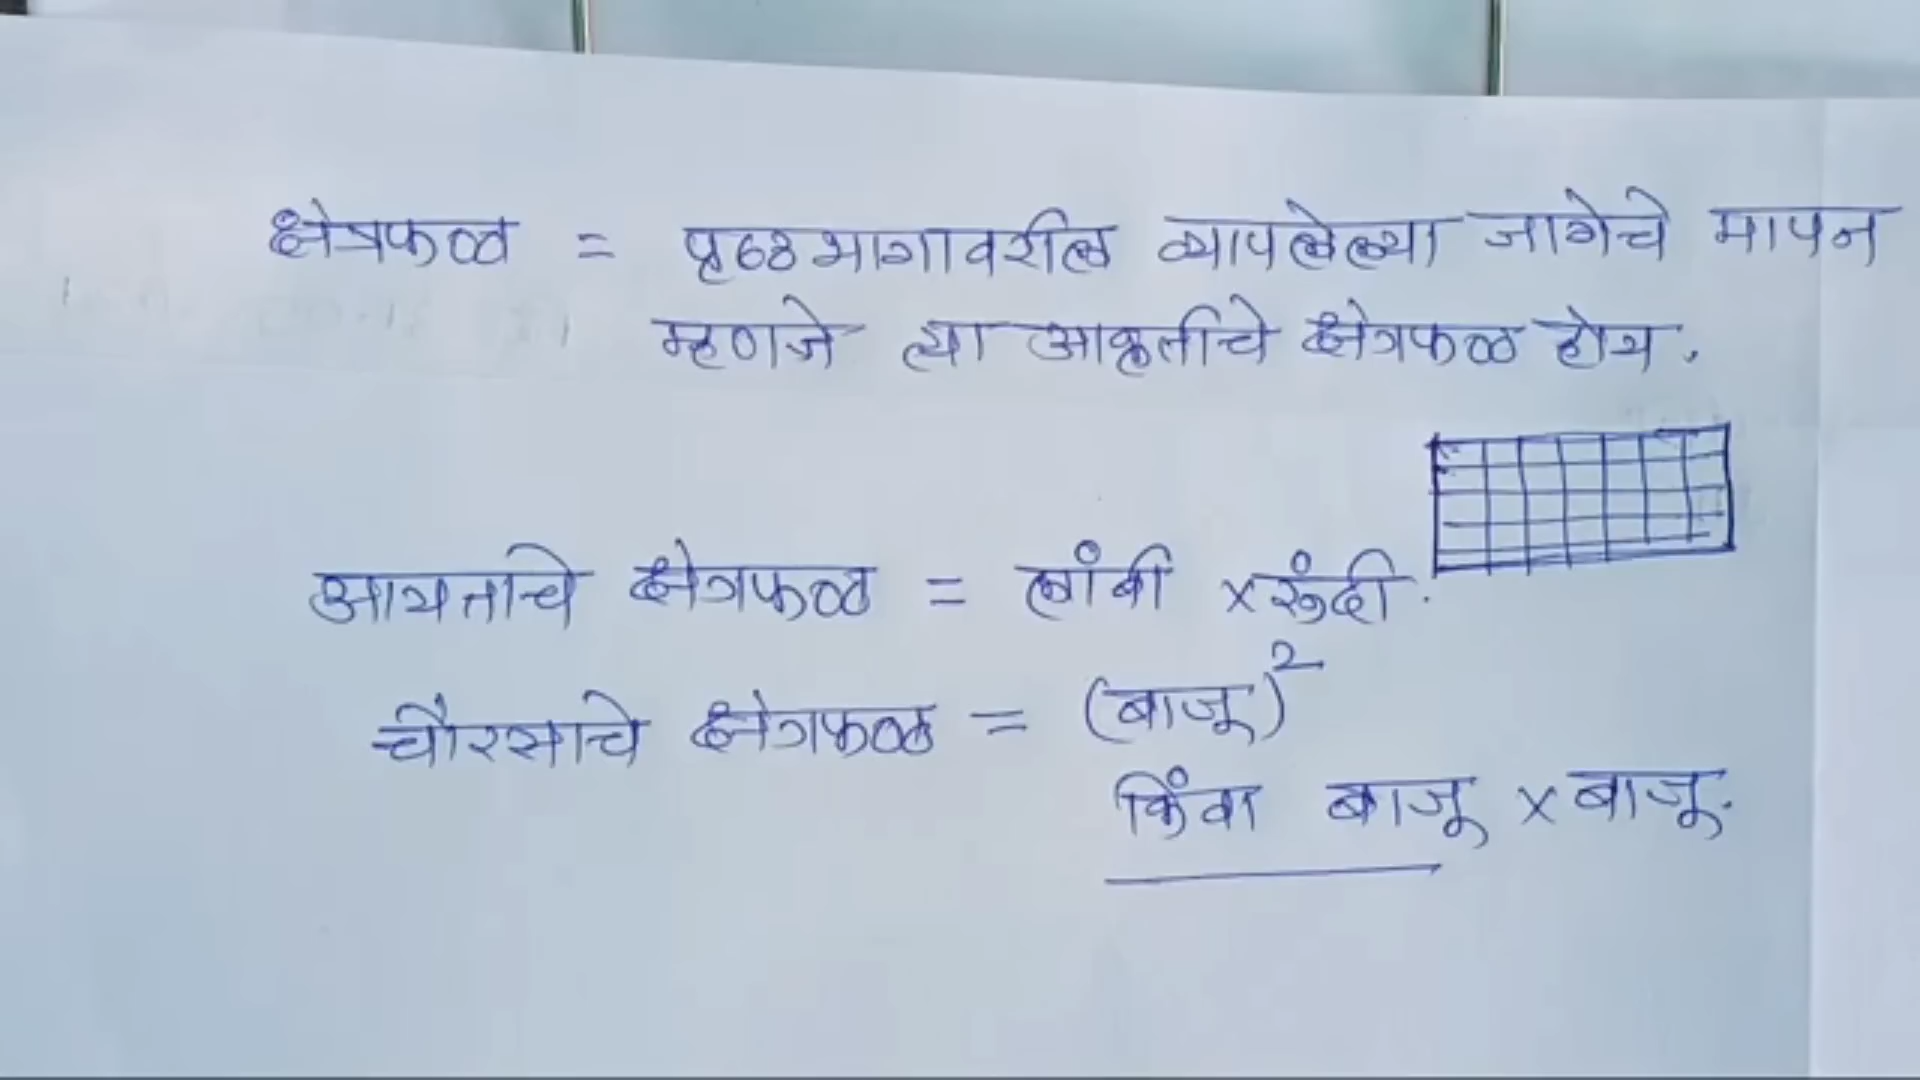 क्षेत्रफळ = पृष्ठभागावरील व्यापलेल्या जागेचे मापन
म्हणजे त्या आकृतीचे क्षेत्रफळ होय.
आयताचे क्षेत्रफळ = लांबी × रुंदी.
चौरसाचे क्षेत्रफळ = (बाजू)²
किंवा बाजू × बाजू.